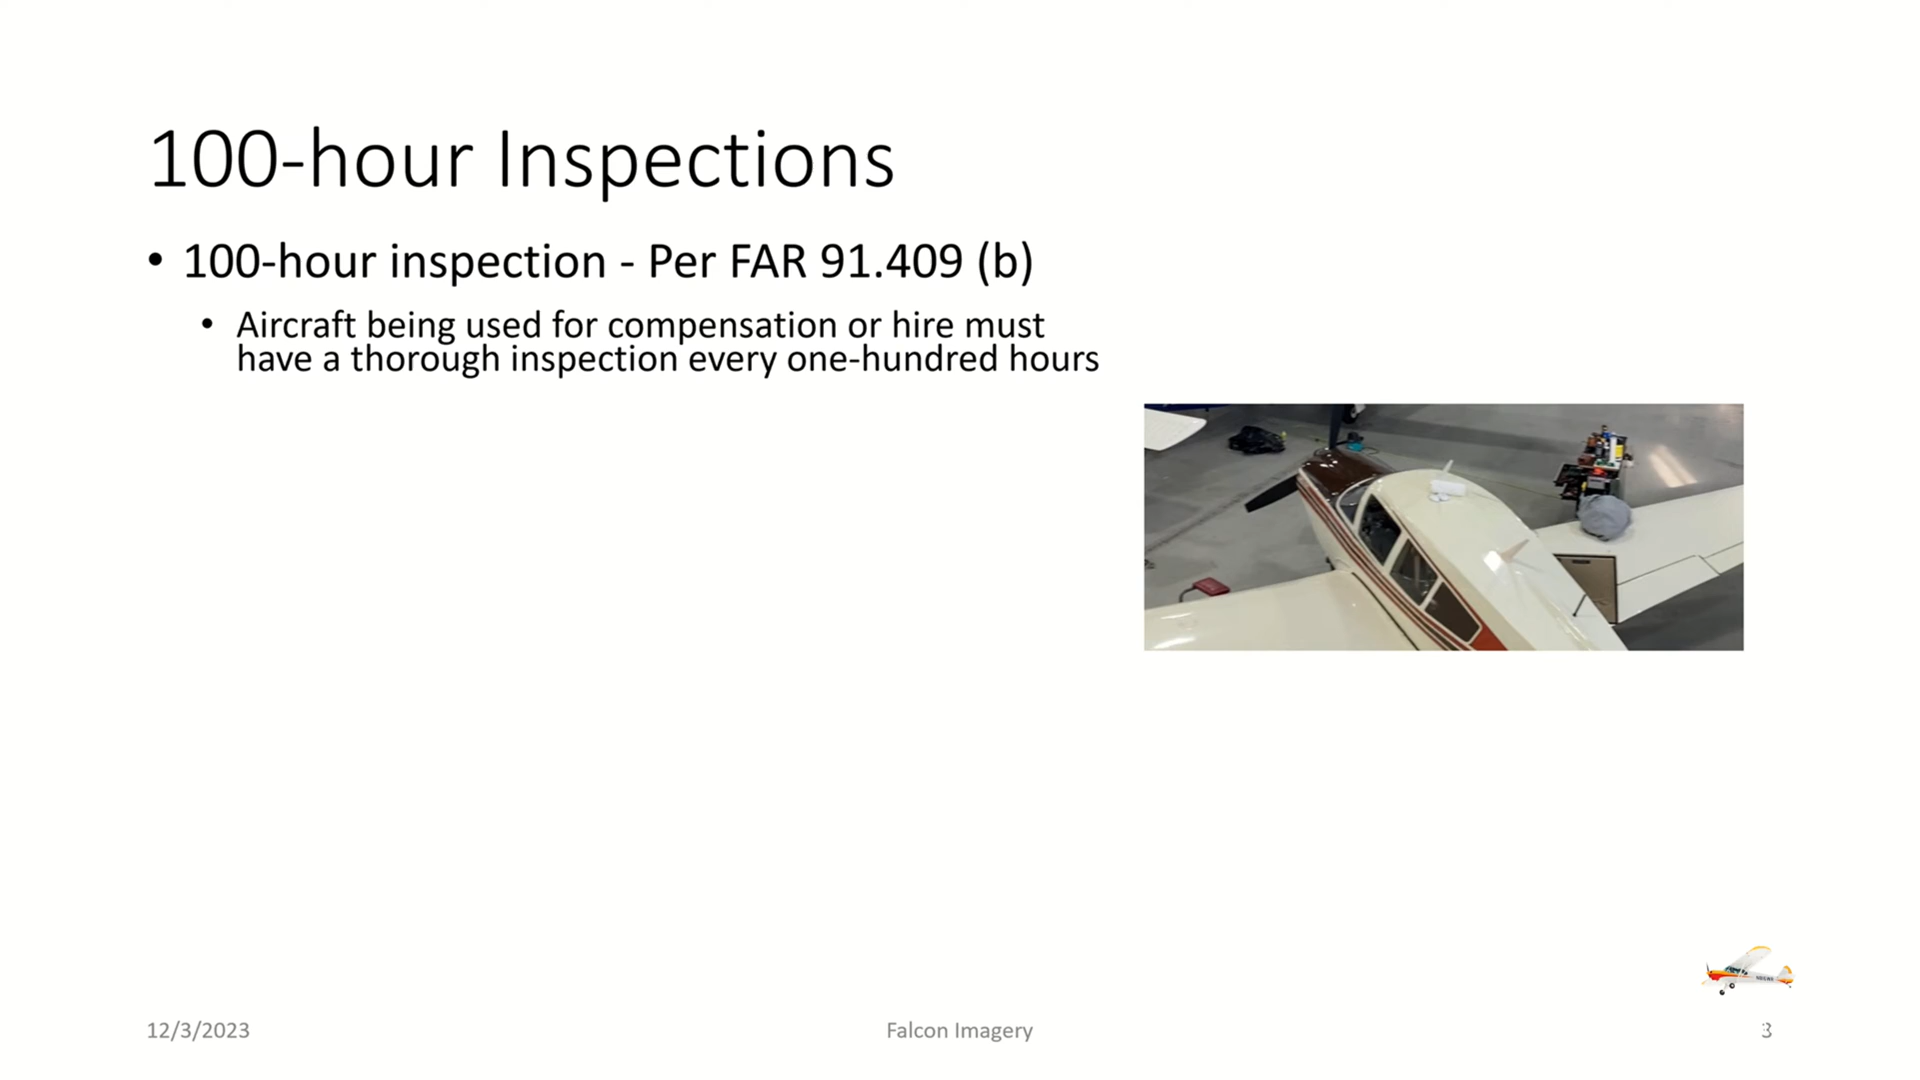 100-hour Inspections
• 100-hour inspection - Per FAR 91.409 (b)
• Aircraft being used for compensation or hire must
have a thorough inspection every one-hundred hours
12/3/2023
Falcon Imagery
3